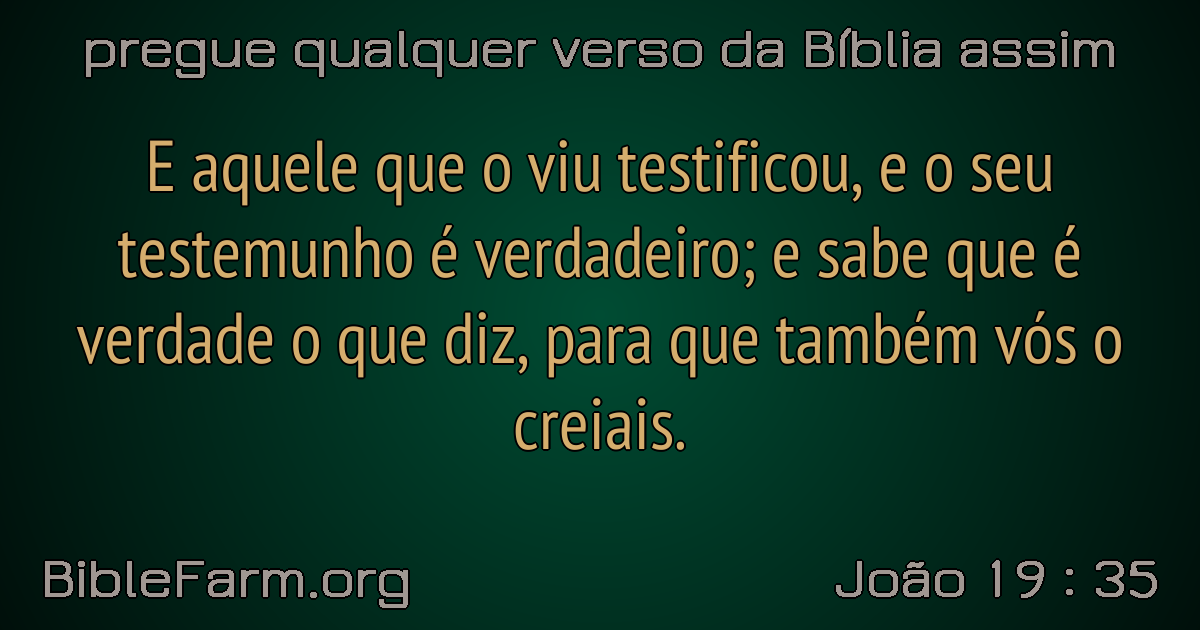 pregue qualquer verso da Bíblia assim
E aquele que o viu testificou, e o seu
testemunho é verdadeiro; e sabe que é
verdade o que diz, para que também vós o
creiais.
BibleFarm.org
João 19 : 35